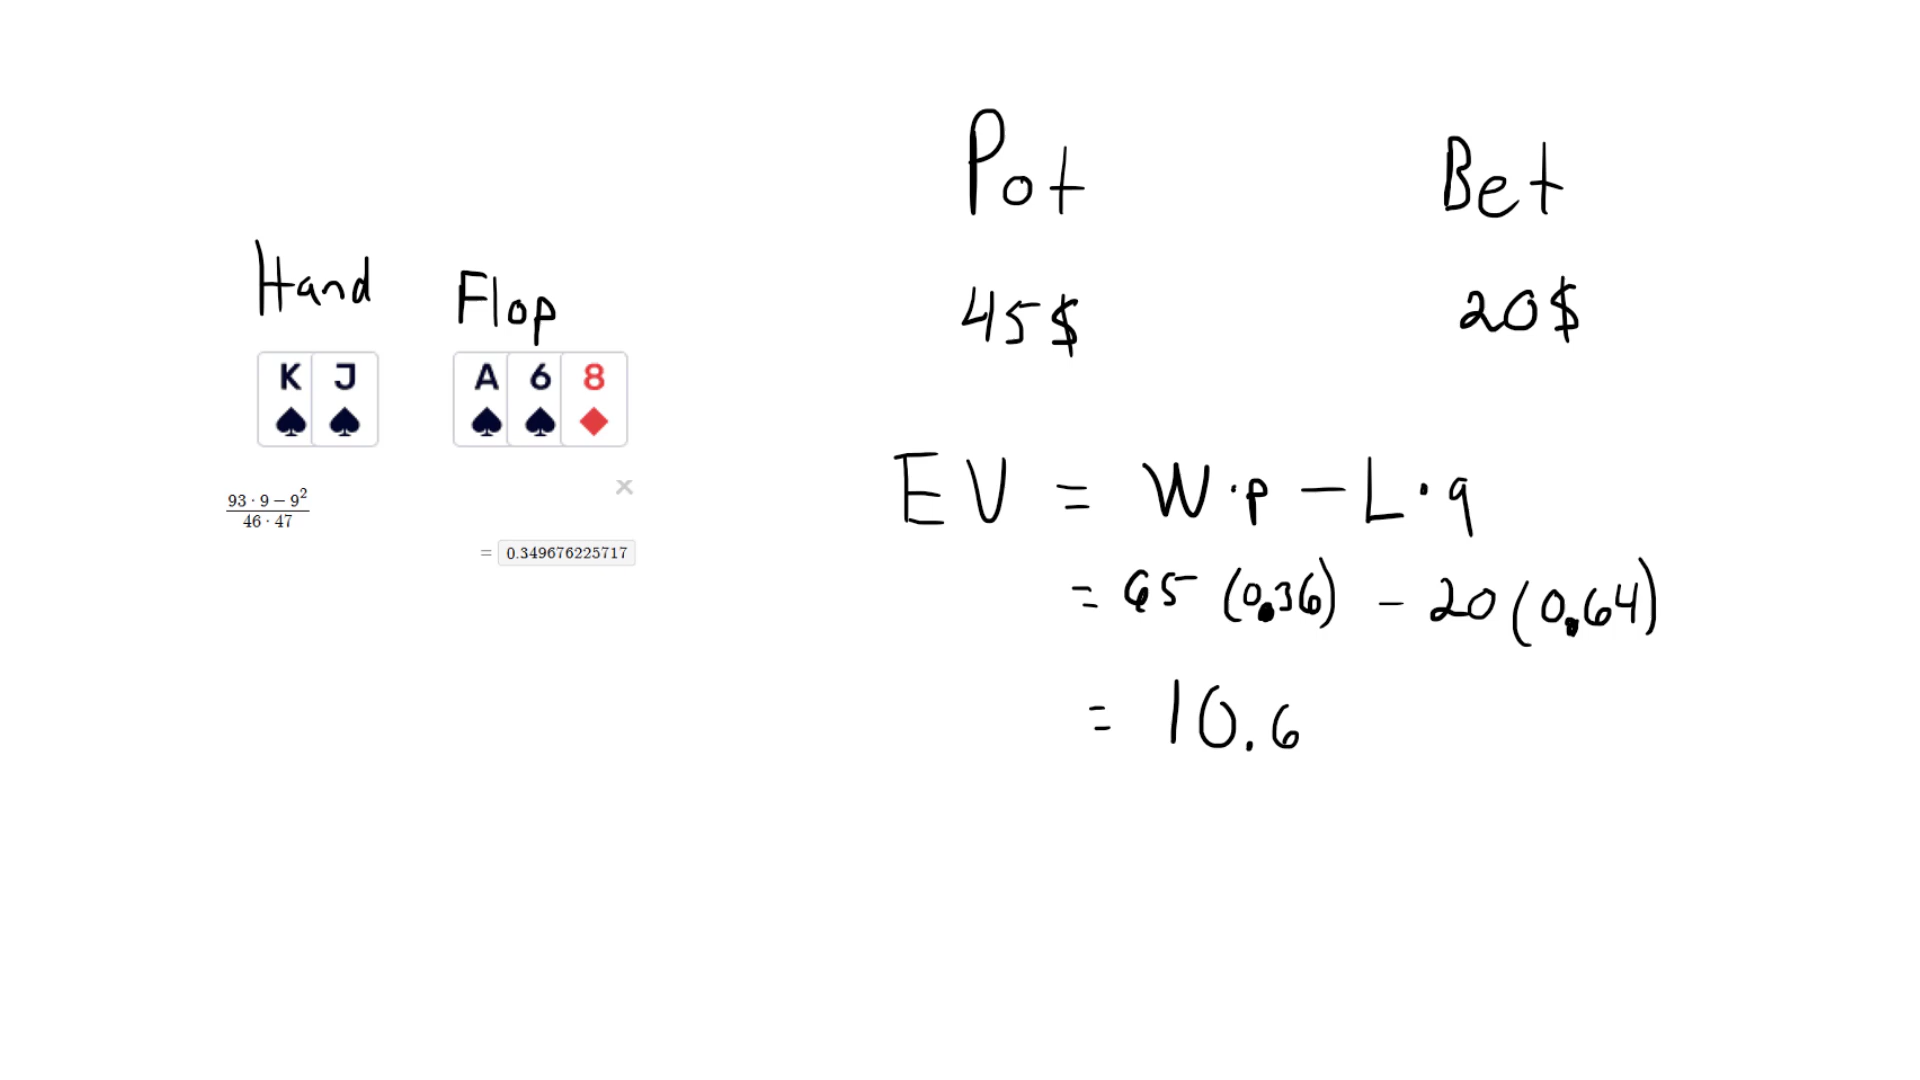 Pot
Bet
Hand
Flop
45$
20$
K J
A 6 8
EV = W·p − L·q
93 · 9 − 9²
46 · 47
×
= 0.349676225717
= 65 (0.36) − 20 (0.64)
= 10.6